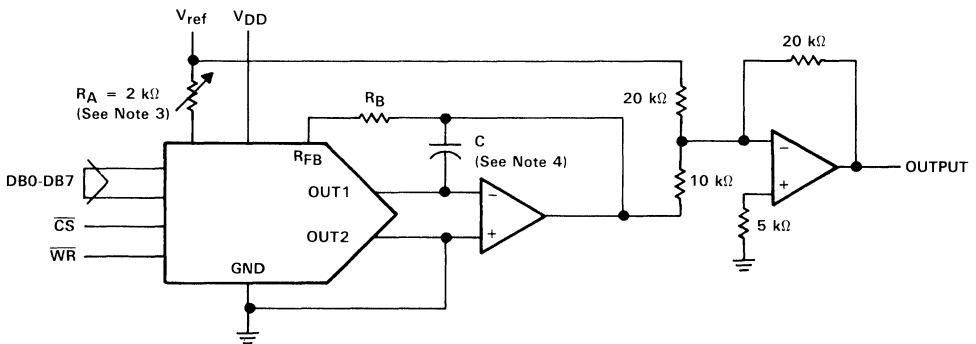 Vref
VDD
20 kΩ
RA = 2 kΩ
(See Note 3)
20 kΩ
RB
C
(See Note 4)
RFB
DB0-DB7
OUT1
OUTPUT
10 kΩ
CS
OUT2
5 kΩ
WR
GND
−
+
−
+